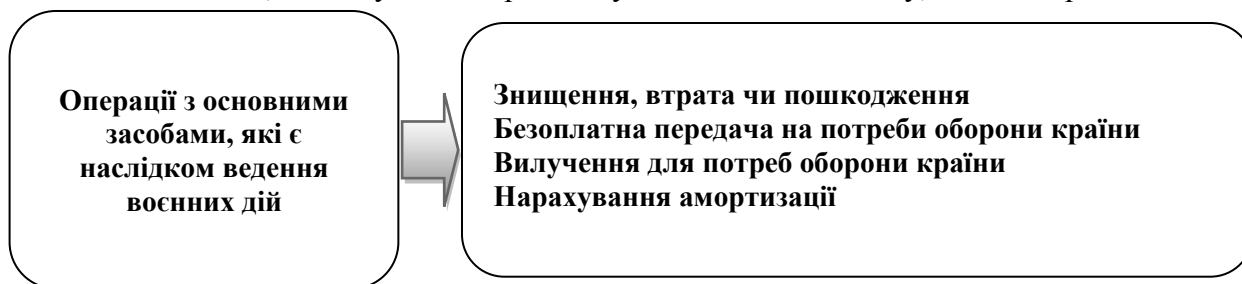 Операції з основними
засобами, які є
наслідком ведення
воєнних дій
Знищення, втрата чи пошкодження
Безоплатна передача на потреби оборони країни
Вилучення для потреб оборони країни
Нарахування амортизації